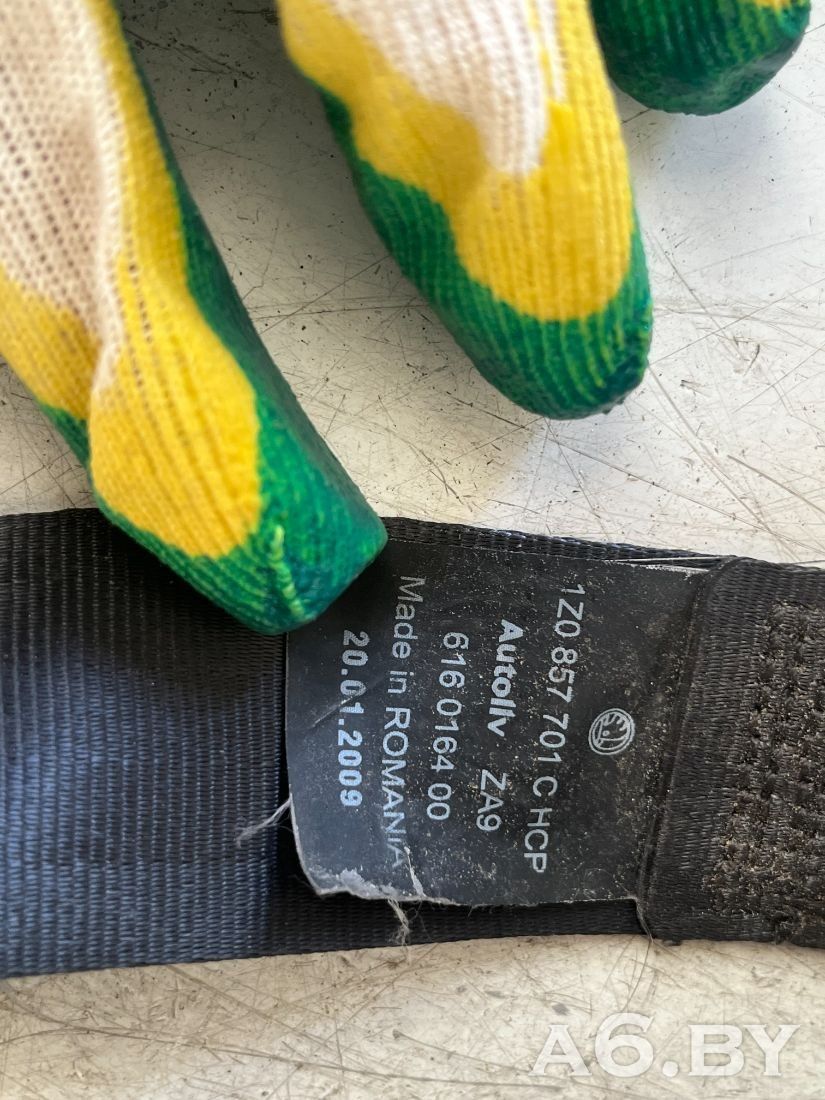 1Z0 857 701 C HCP
Autoliv ZA9
616 0164 00
Made in ROMANIA
20.01.2009
A6.BY